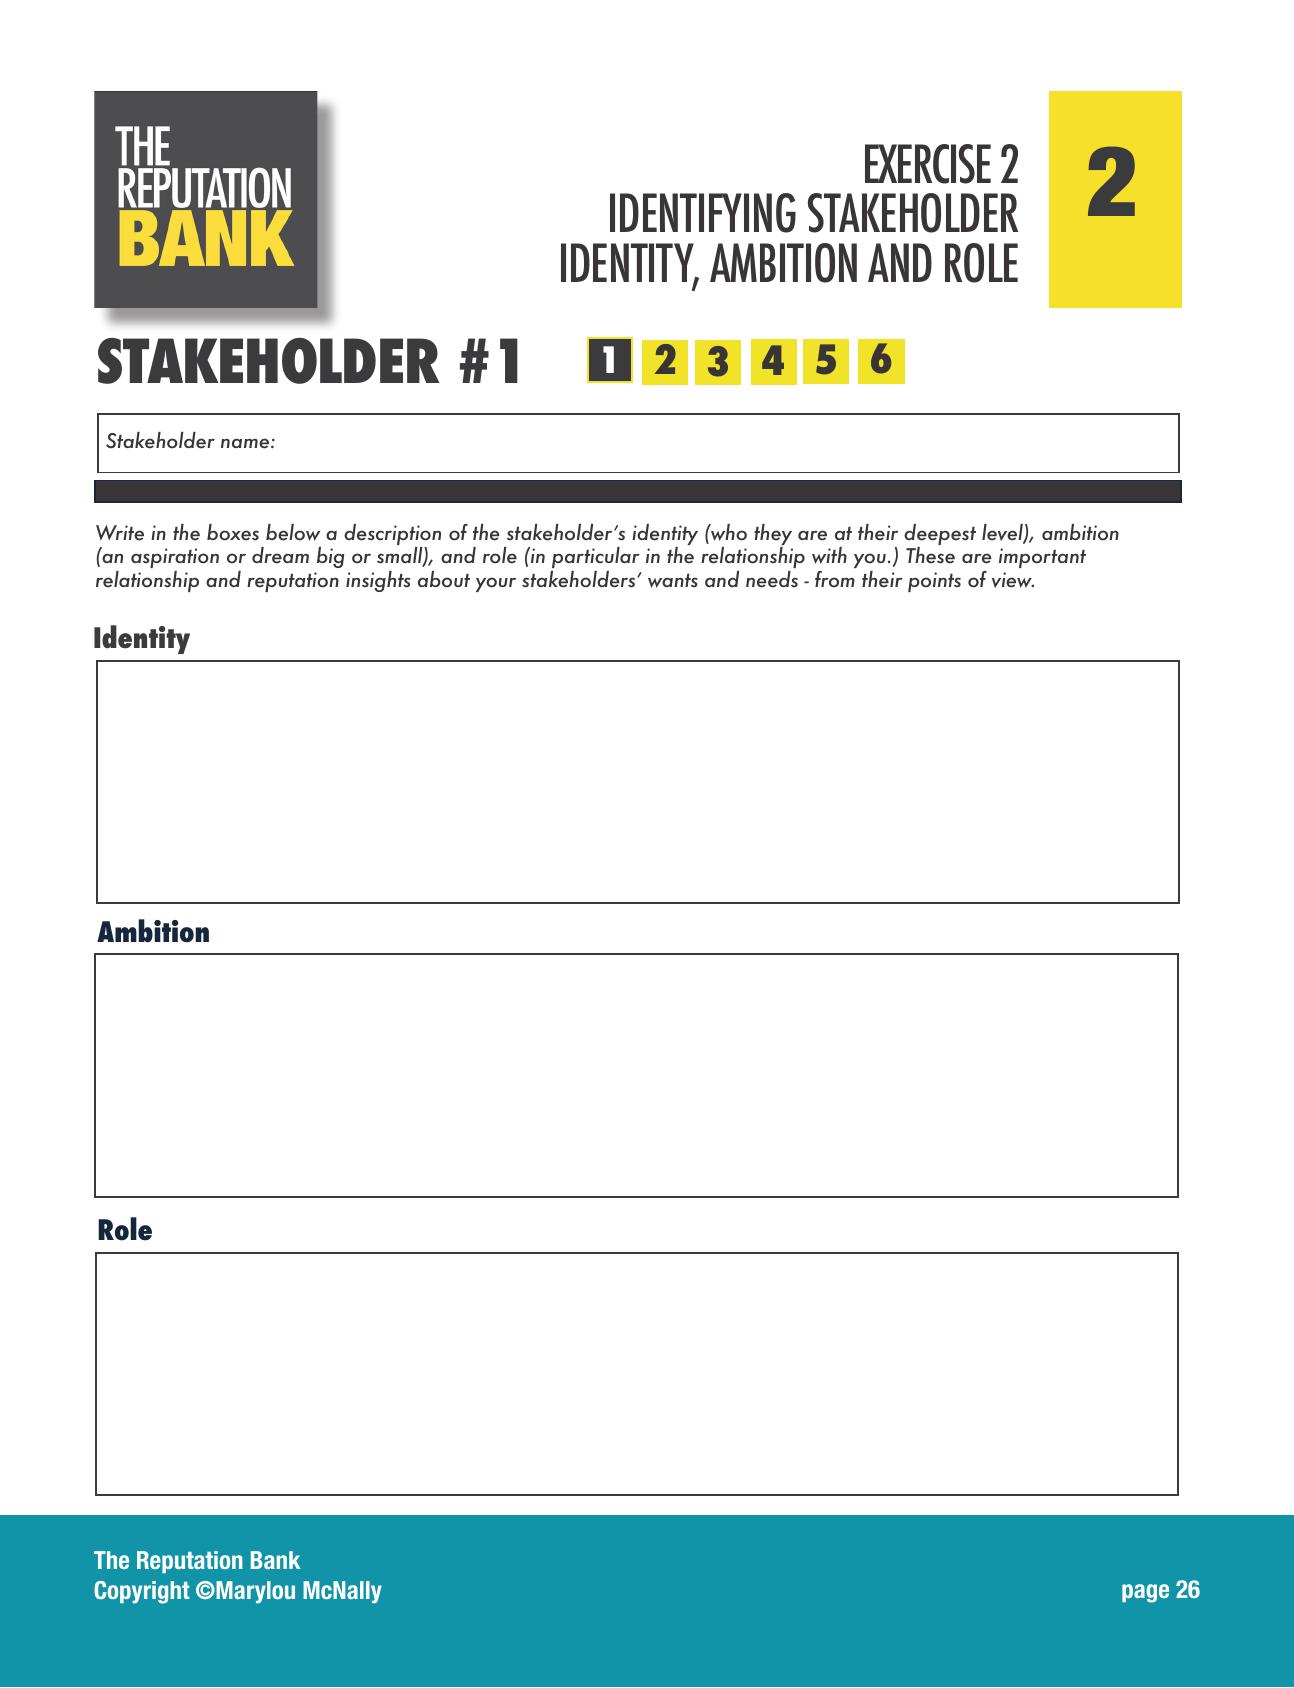 THE
REPUTATION
BANK
EXERCISE 2
IDENTIFYING STAKEHOLDER
IDENTITY, AMBITION AND ROLE
2
STAKEHOLDER #1
1 2 3 4 5 6
Stakeholder name:
Write in the boxes below a description of the stakeholder's identity (who they are at their deepest level), ambition
(an aspiration or dream big or small), and role (in particular in the relationship with you.) These are important
relationship and reputation insights about your stakeholders' wants and needs - from their points of view.
Identity
Ambition
Role
The Reputation Bank
Copyright ©Marylou McNally
page 26